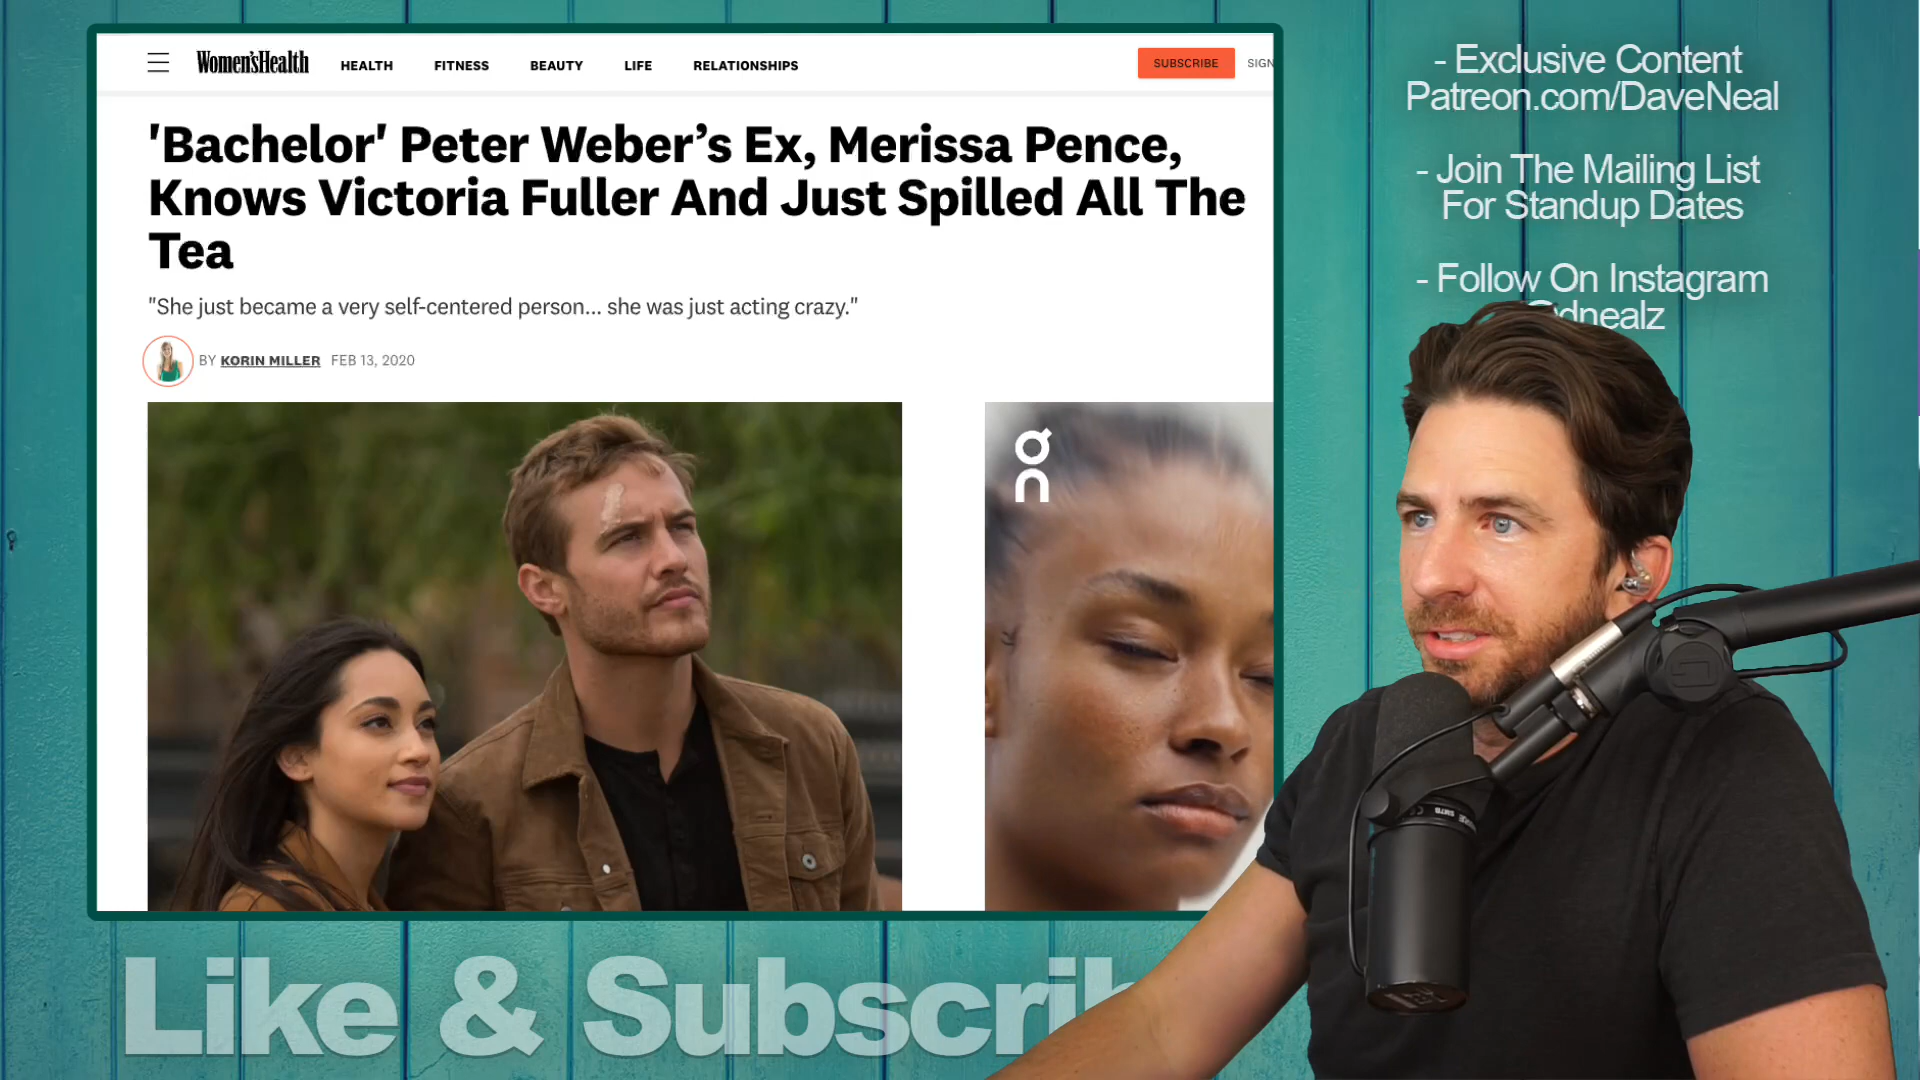 Women'sHealth HEALTH FITNESS BEAUTY LIFE RELATIONSHIPS SUBSCRIBE SIGN
'Bachelor' Peter Weber’s Ex, Merissa Pence,
Knows Victoria Fuller And Just Spilled All The
Tea
"She just became a very self-centered person... she was just acting crazy."
BY KORIN MILLER FEB 13, 2020
- Exclusive Content
Patreon.com/DaveNeal
- Join The Mailing List
For Standup Dates
- Follow On Instagram
@dnealz
Like & Subscrib